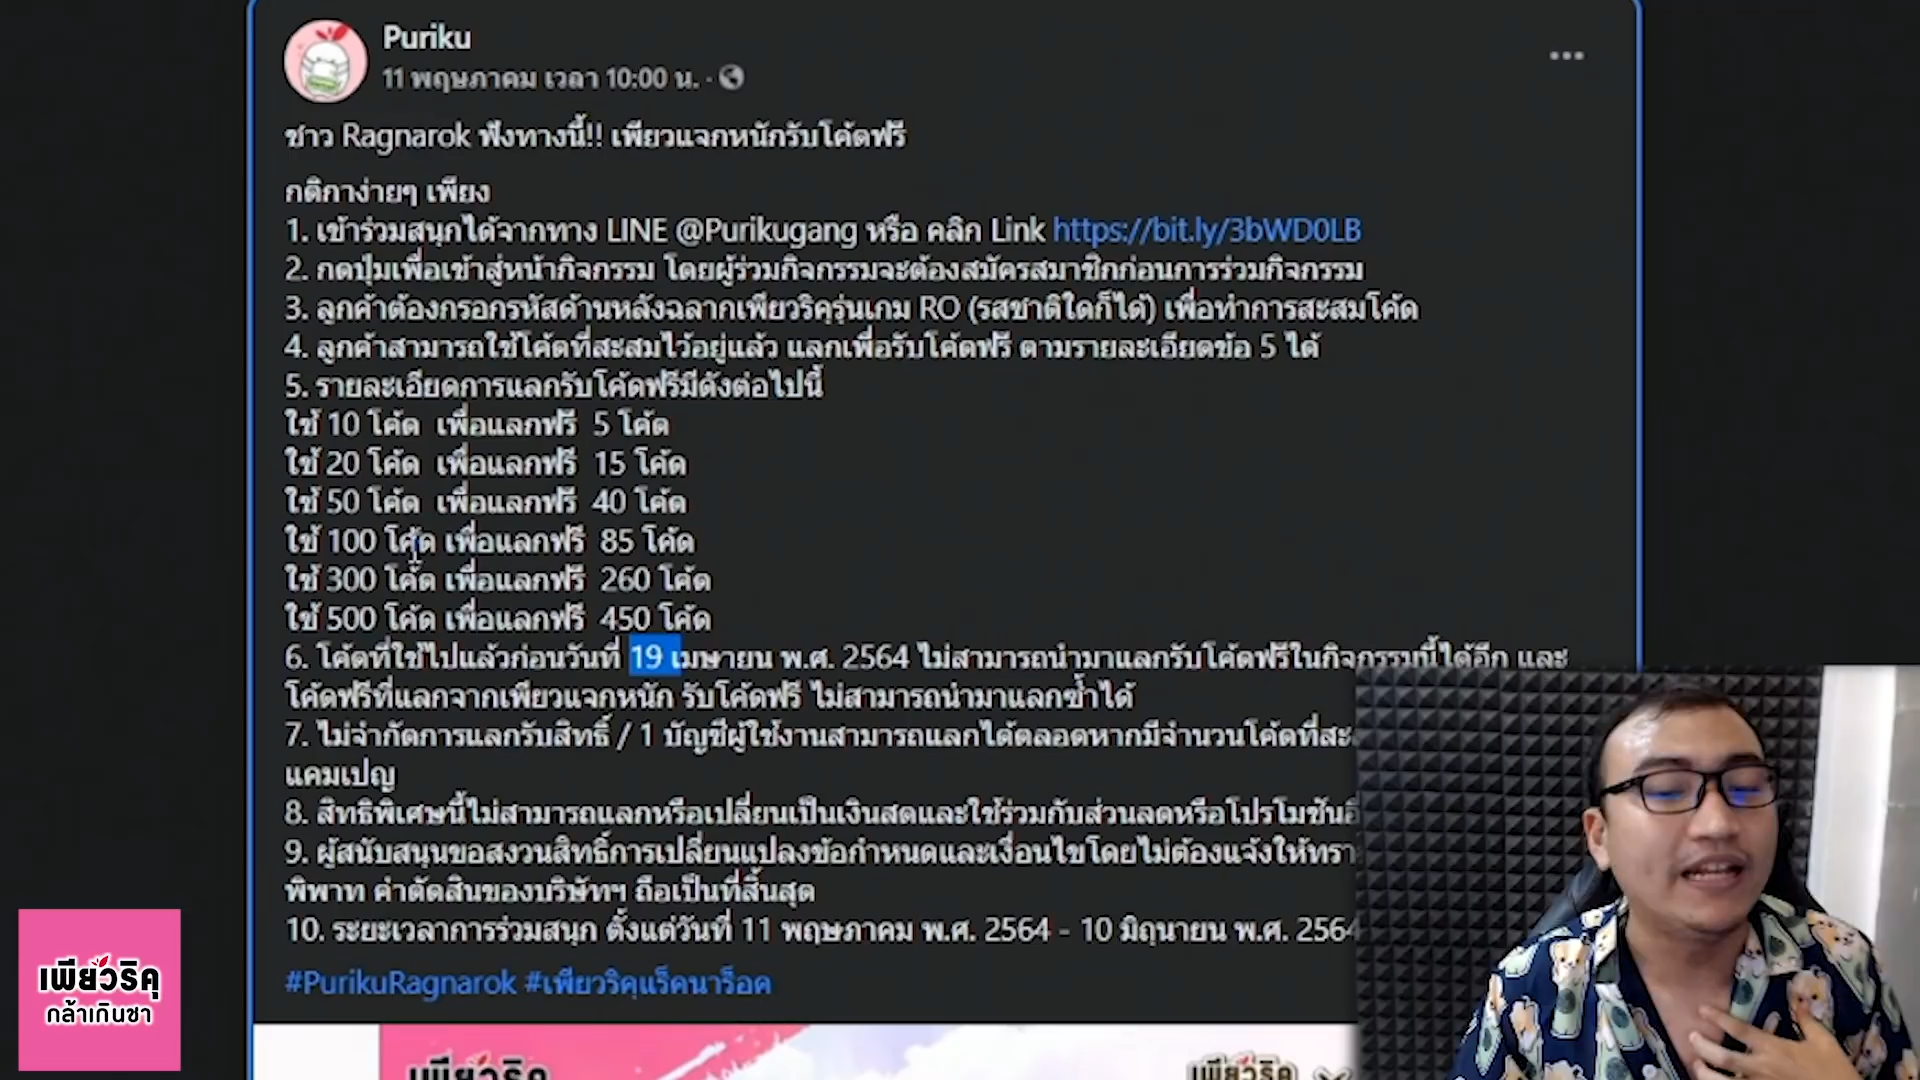 Puriku
11 พฤษภาคม เวลา 10:00 น. ·
ชาว Ragnarok ฟังทางนี้!! เพียวแจกหนักรับโค้ดฟรี
กติกาง่ายๆ เพียง
1. เข้าร่วมสนุกได้จากทาง LINE @Purikugang หรือ คลิก Link https://bit.ly/3bWD0LB
2. กดปุ่มเพื่อเข้าสู่หน้ากิจกรรม โดยผู้ร่วมกิจกรรมจะต้องสมัครสมาชิกก่อนการร่วมกิจกรรม
3. ลูกค้าต้องกรอกรหัสด้านหลังฉลากเพียวริคุรุ่นเกม RO (รสชาติใดก็ได้) เพื่อทำการสะสมโค้ด
4. ลูกค้าสามารถใช้โค้ดที่สะสมไว้อยู่แล้ว แลกเพื่อรับโค้ดฟรี ตามรายละเอียดข้อ 5 ได้
5. รายละเอียดการแลกรับโค้ดฟรีมีดังต่อไปนี้
ใช้ 10 โค้ด เพื่อแลกฟรี 5 โค้ด
ใช้ 20 โค้ด เพื่อแลกฟรี 15 โค้ด
ใช้ 50 โค้ด เพื่อแลกฟรี 40 โค้ด
ใช้ 100 โค้ด เพื่อแลกฟรี 85 โค้ด
ใช้ 300 โค้ด เพื่อแลกฟรี 260 โค้ด
ใช้ 500 โค้ด เพื่อแลกฟรี 450 โค้ด
6. โค้ดที่ใช้ไปแล้วก่อนวันที่ 19 เมษายน พ.ศ. 2564 ไม่สามารถนำมาแลกรับโค้ดฟรีในกิจกรรมนี้ได้อีก และ
โค้ดฟรีที่แลกจากเพียวแจกหนัก รับโค้ดฟรี ไม่สามารถนำมาแลกซ้ำได้
7. ไม่จำกัดการแลกรับสิทธิ์ / 1 บัญชีผู้ใช้งานสามารถแลกได้ตลอดหากมีจำนวนโค้ดที่สะ
แคมเปญ
8. สิทธิพิเศษนี้ไม่สามารถแลกหรือเปลี่ยนเป็นเงินสดและใช้ร่วมกับส่วนลดหรือโปรโมชัน
9. ผู้สนับสนุนขอสงวนสิทธิ์การเปลี่ยนแปลงข้อกำหนดและเงื่อนไขโดยไม่ต้องแจ้งให้ทรา
พิพาท คำตัดสินของบริษัทฯ ถือเป็นที่สิ้นสุด
10. ระยะเวลาการร่วมสนุก ตั้งแต่วันที่ 11 พฤษภาคม พ.ศ. 2564 - 10 มิถุนายน พ.ศ. 2564
#PurikuRagnarok #เพียวริคุแร็คนาร็อค
เพียวริคุ
กล้าเกินชา
เพียวริคุ
เพียวริคุ